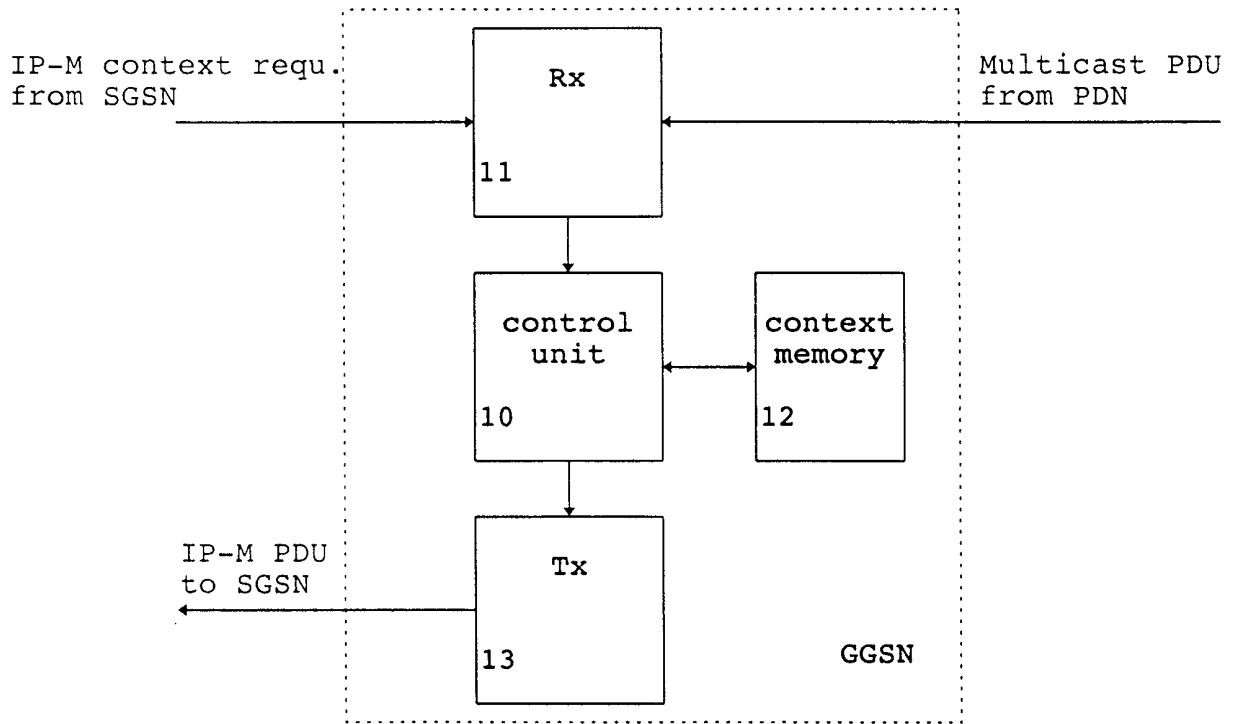 IP-M context requ.
from SGSN
Rx
11
Multicast PDU
from PDN
control
unit
10
context
memory
12
IP-M PDU
to SGSN
Tx
13
GGSN